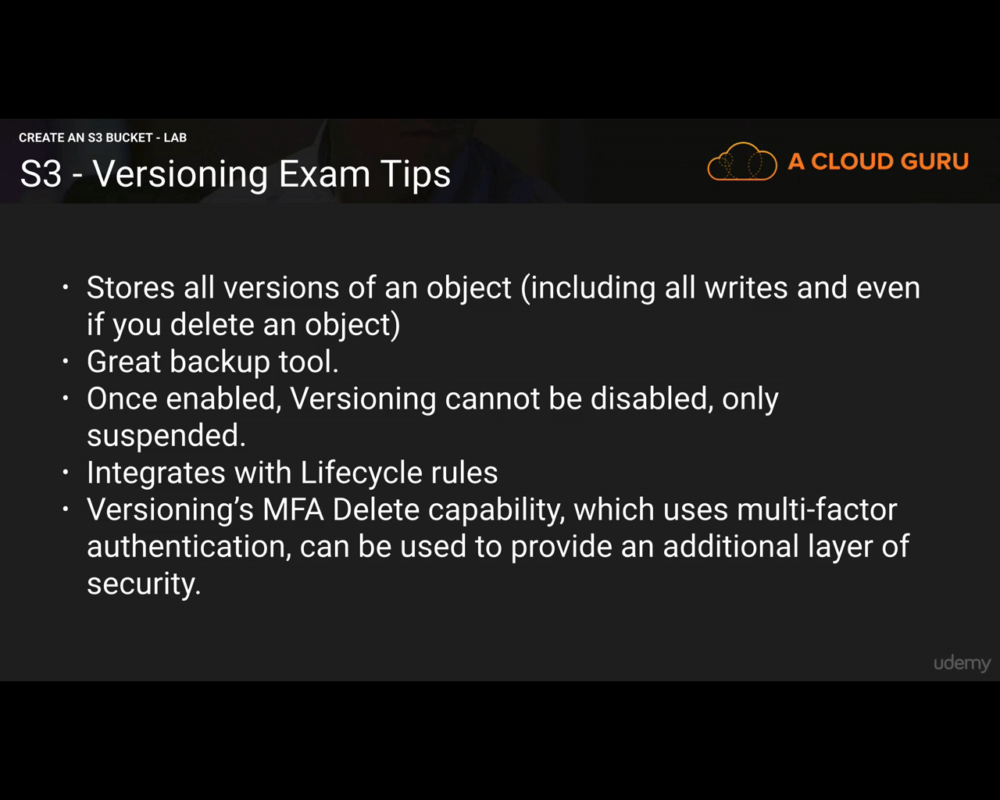 CREATE AN S3 BUCKET - LAB
S3 - Versioning Exam Tips
A CLOUD GURU
• Stores all versions of an object (including all writes and even
if you delete an object)
• Great backup tool.
• Once enabled, Versioning cannot be disabled, only
suspended.
• Integrates with Lifecycle rules
• Versioning’s MFA Delete capability, which uses multi-factor
authentication, can be used to provide an additional layer of
security.
udemy